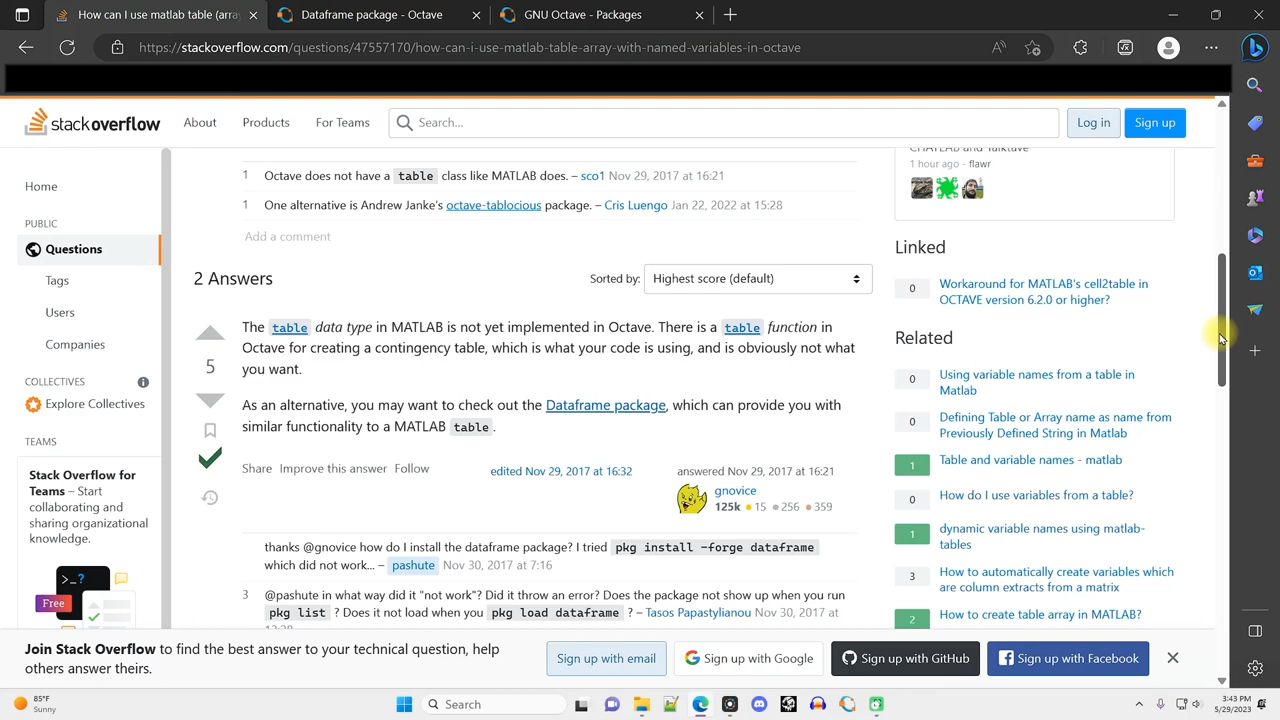 How can I use matlab table (array
Dataframe package - Octave
GNU Octave - Packages
https://stackoverflow.com/questions/47557170/how-can-i-use-matlab-table-array-with-named-variables-in-octave
stackoverflow
About
Products
For Teams
Search...
Log in
Sign up
Home
PUBLIC
Questions
Tags
Users
Companies
COLLECTIVES
Explore Collectives
TEAMS
Stack Overflow for
Teams – Start
collaborating and
sharing organizational
knowledge.
>_?
Free
1 Octave does not have a table class like MATLAB does. – sco1 Nov 29, 2017 at 16:21
1 One alternative is Andrew Janke's octave-tablocious package. – Cris Luengo Jan 22, 2022 at 15:28
Add a comment
2 Answers
Sorted by: Highest score (default)
5
The table data type in MATLAB is not yet implemented in Octave. There is a table function in
Octave for creating a contingency table, which is what your code is using, and is obviously not what
you want.
As an alternative, you may want to check out the Dataframe package, which can provide you with
similar functionality to a MATLAB table.
Share Improve this answer Follow
edited Nov 29, 2017 at 16:32
answered Nov 29, 2017 at 16:21
gnovice
125k 15 256 359
thanks @gnovice how do I install the dataframe package? I tried pkg install -forge dataframe
which did not work... – pashute Nov 30, 2017 at 7:16
3 @pashute it what way did it "not work"? Did it throw an error? Does the package not show up when you run
pkg list ? Does it not load when you pkg load dataframe ? – Tasos Papastylianou Nov 30, 2017 at
CHATLAB and Talktave
1 hour ago - flawr
Linked
0 Workaround for MATLAB's cell2table in
OCTAVE version 6.2.0 or higher?
Related
0 Using variable names from a table in
Matlab
0 Defining Table or Array name as name from
Previously Defined String in Matlab
1 Table and variable names - matlab
0 How do I use variables from a table?
1 dynamic variable names using matlab-
tables
3 How to automatically create variables which
are column extracts from a matrix
2 How to create table array in MATLAB?
Join Stack Overflow to find the best answer to your technical question, help
others answer theirs.
Sign up with email
Sign up with Google
Sign up with GitHub
Sign up with Facebook
85°F
Sunny
Search
3:43 PM
5/29/2023